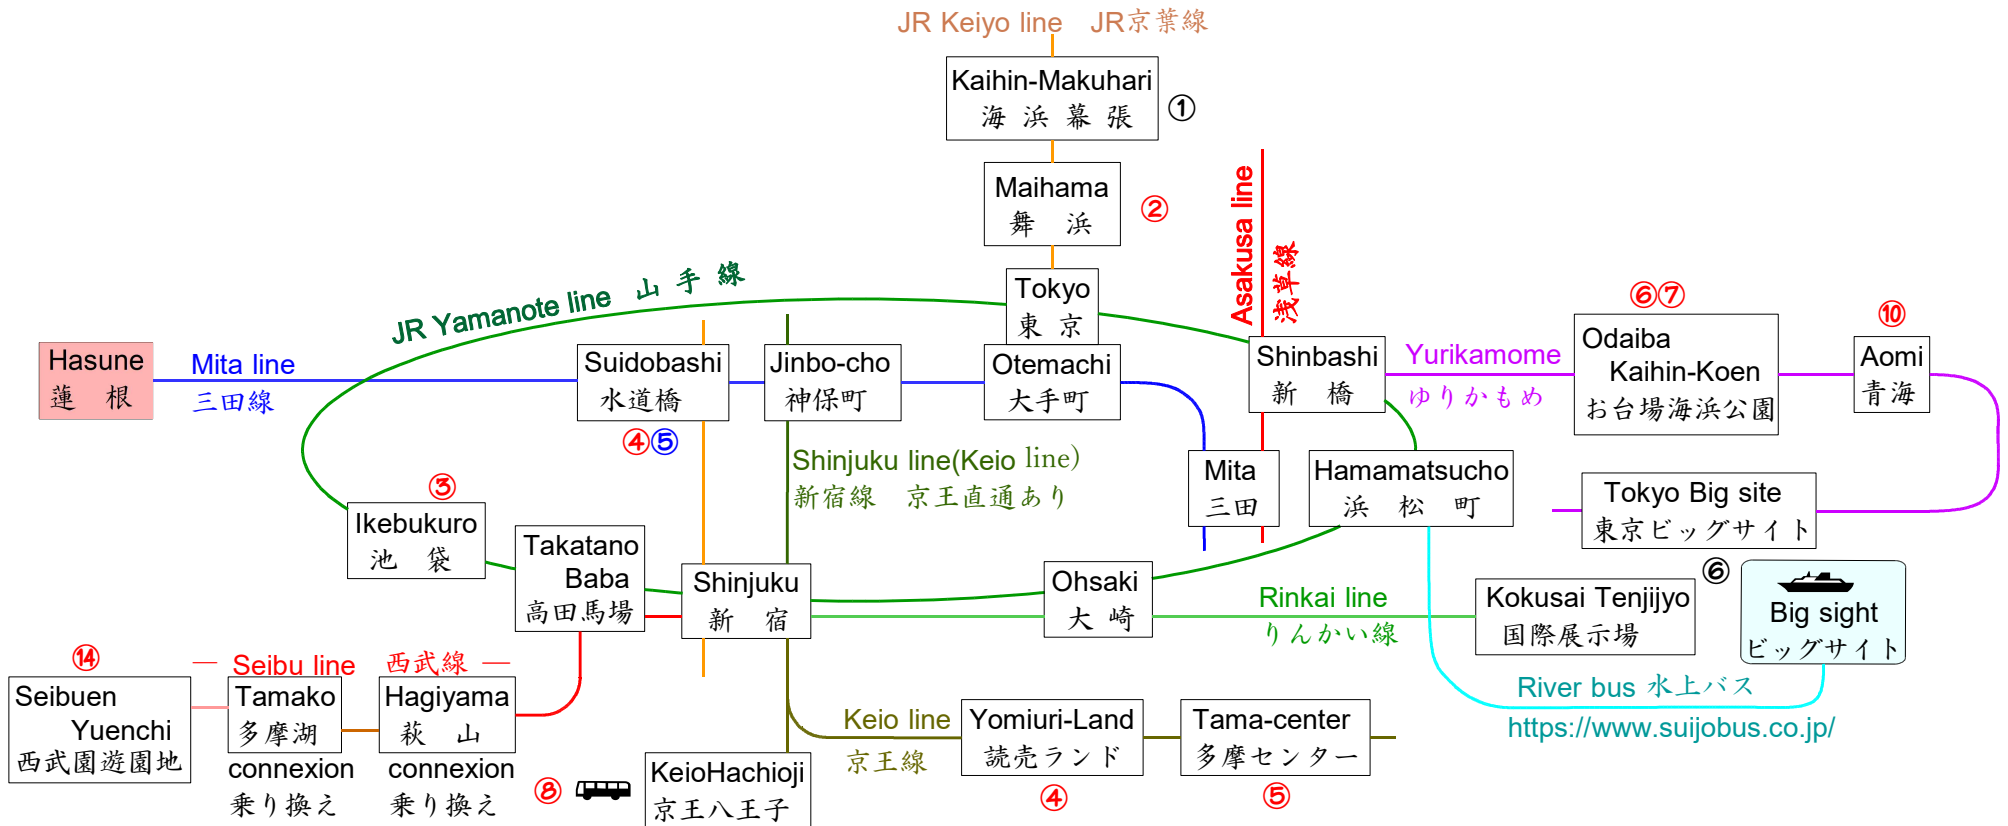 JR Keiyo line JR京葉線
Kaihin-Makuhari
海浜幕張
①
Maihama
舞浜
②
Asakusa line
浅草線
JR Yamanote line 山手線
Tokyo
東京
⑥⑦
⑩
Hasune
蓮根
Mita line
三田線
Suidobashi
水道橋
④⑤
Jinbo-cho
神保町
Otemachi
大手町
Shinbashi
新橋
Yurikamome
ゆりかもめ
Odaiba
Kaihin-Koen
お台場海浜公園
Aomi
青海
Shinjuku line(Keio line)
新宿線 京王直通あり
Mita
三田
Hamamatsucho
浜松町
Tokyo Big site
東京ビッグサイト
③
Ikebukuro
池袋
Takatano
Baba
高田馬場
Shinjuku
新宿
Ohsaki
大崎
Rinkai line
りんかい線
Kokusai Tenjijyo
国際展示場
⑥
Big sight
ビッグサイト
⑭
— Seibu line 西武線 —
Seibuen
Yuenchi
西武園遊園地
Tamako
多摩湖
connexion
乗り換え
Hagiyama
萩山
connexion
乗り換え
⑧
KeioHachioji
京王八王子
Keio line
京王線
Yomiuri-Land
読売ランド
④
Tama-center
多摩センター
⑤
River bus 水上バス
https://www.suijobus.co.jp/